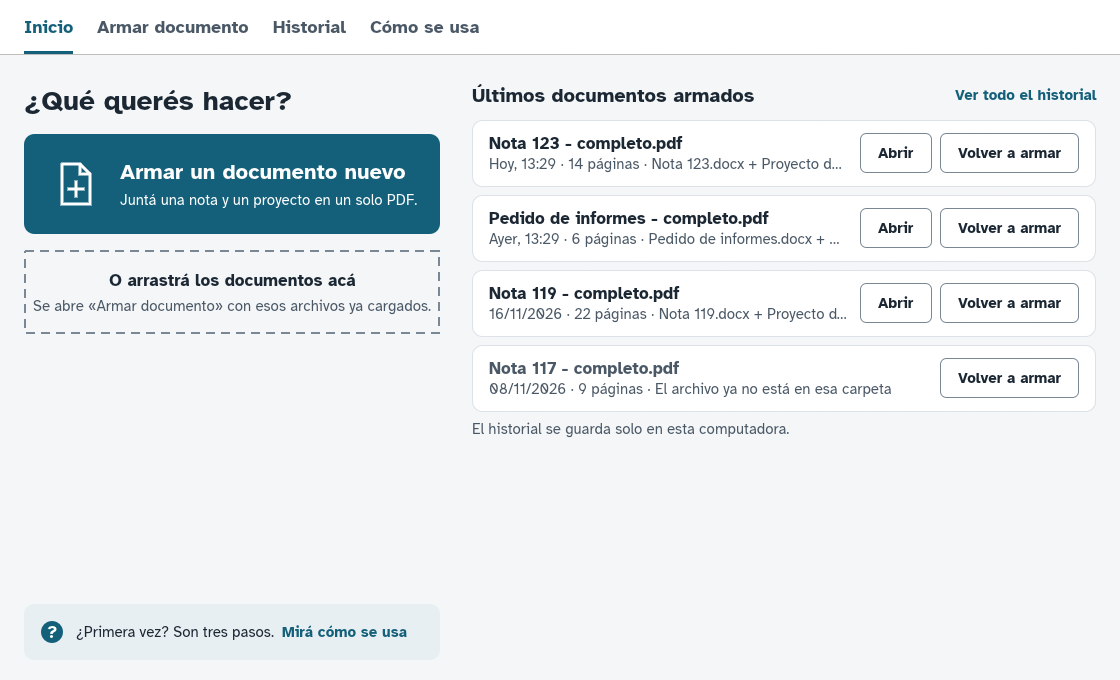 Inicio Armar documento Historial Cómo se usa
¿Qué querés hacer?
Armar un documento nuevo
Juntá una nota y un proyecto en un solo PDF.
O arrastrá los documentos acá
Se abre «Armar documento» con esos archivos ya cargados.
¿Primera vez? Son tres pasos. Mirá cómo se usa
Últimos documentos armados
Ver todo el historial
Nota 123 - completo.pdf
Hoy, 13:29 · 14 páginas · Nota 123.docx + Proyecto d...
Abrir Volver a armar
Pedido de informes - completo.pdf
Ayer, 13:29 · 6 páginas · Pedido de informes.docx + ...
Abrir Volver a armar
Nota 119 - completo.pdf
16/11/2026 · 22 páginas · Nota 119.docx + Proyecto d...
Abrir Volver a armar
Nota 117 - completo.pdf
08/11/2026 · 9 páginas · El archivo ya no está en esa carpeta
Volver a armar
El historial se guarda solo en esta computadora.